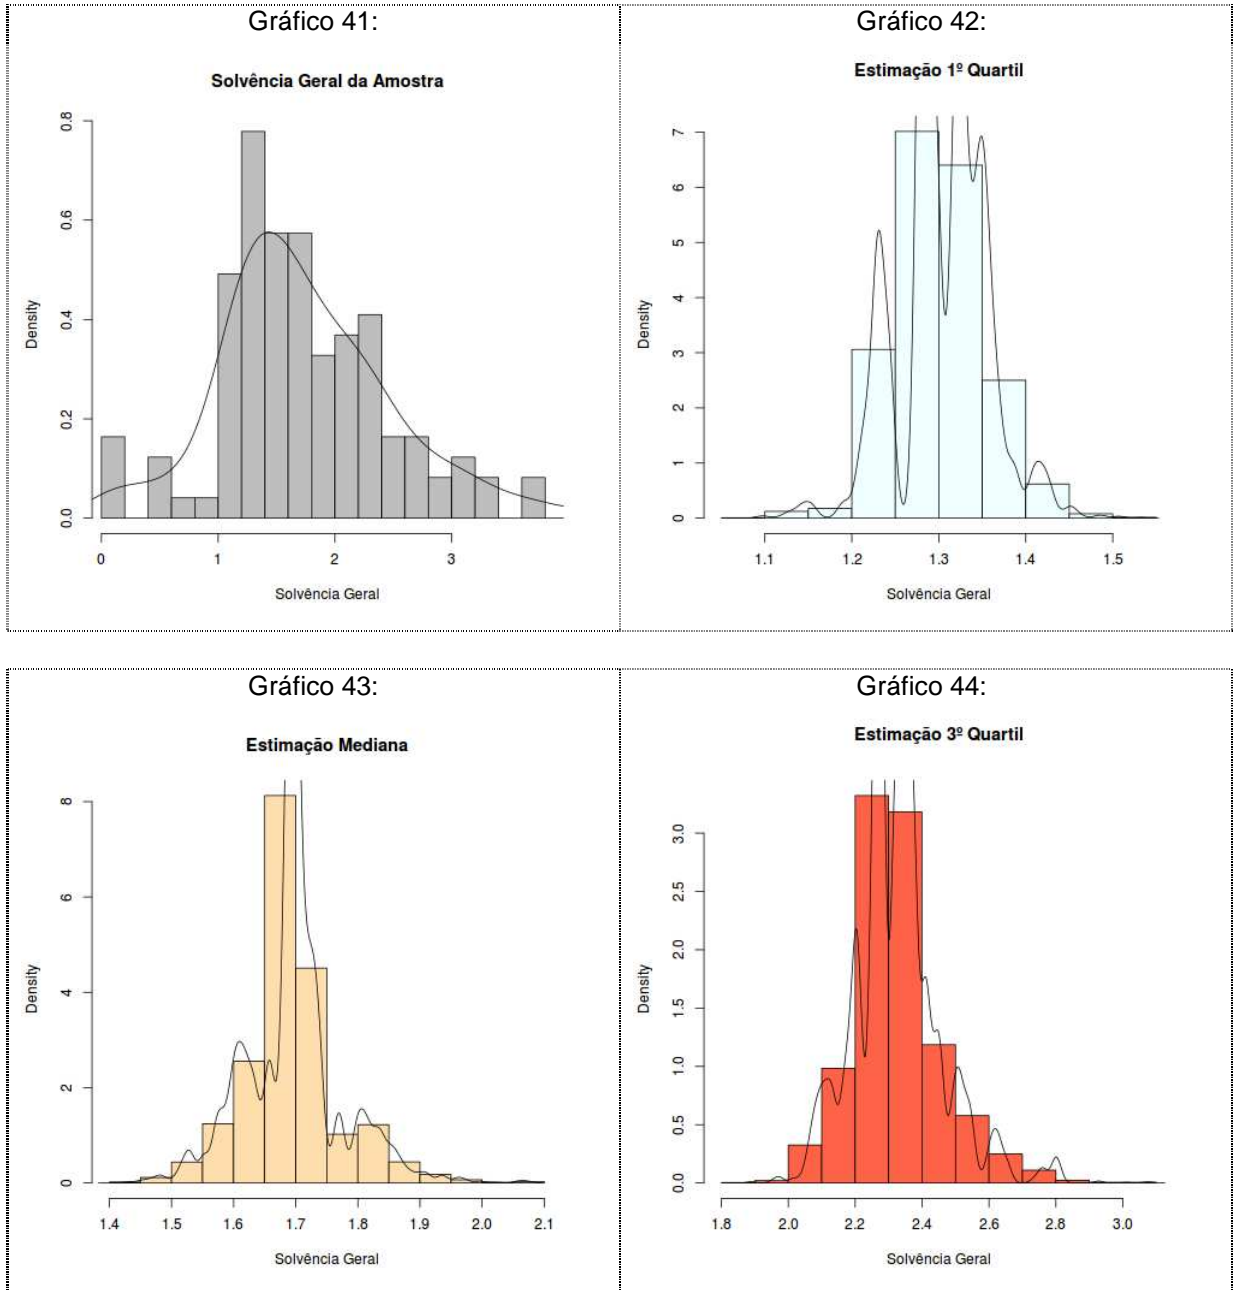 Gráfico 41:
Solvência Geral da Amostra
Density
0.0 0.2 0.4 0.6 0.8
0 1 2 3
Solvência Geral
Gráfico 42:
Estimação 1º Quartil
Density
0 1 2 3 4 5 6 7
1.1 1.2 1.3 1.4 1.5
Solvência Geral
Gráfico 43:
Estimação Mediana
Density
0 2 4 6 8
1.4 1.5 1.6 1.7 1.8 1.9 2.0 2.1
Solvência Geral
Gráfico 44:
Estimação 3º Quartil
Density
0.0 0.5 1.0 1.5 2.0 2.5 3.0
1.8 2.0 2.2 2.4 2.6 2.8 3.0
Solvência Geral